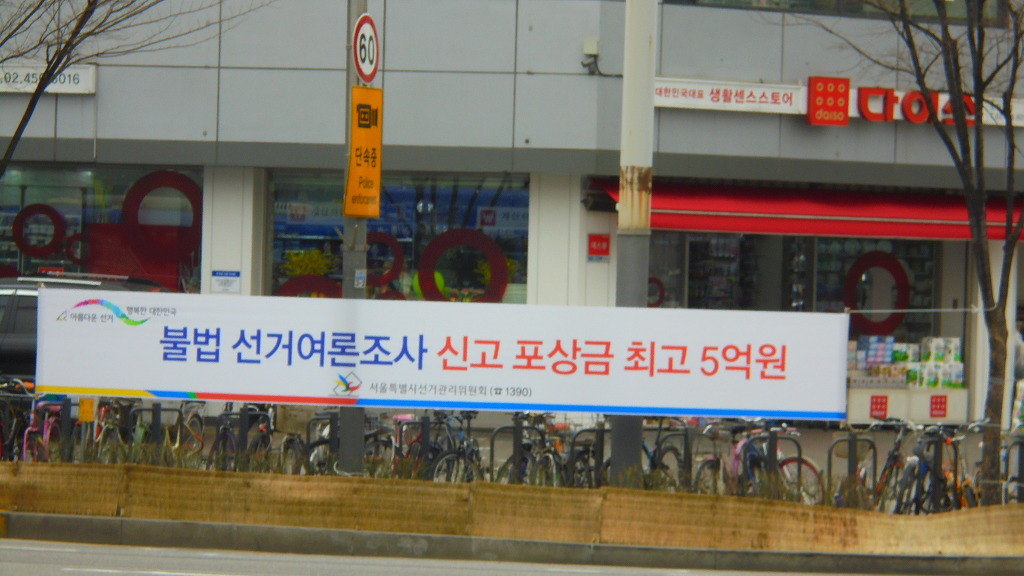 60
단속중
Police
enforcement
대한민국대표 생활센스스토어
daiso
다이소
아름다운 선거 행복한 대한민국
불법 선거여론조사 신고 포상금 최고 5억원
서울특별시선거관리위원회 (☎1390)